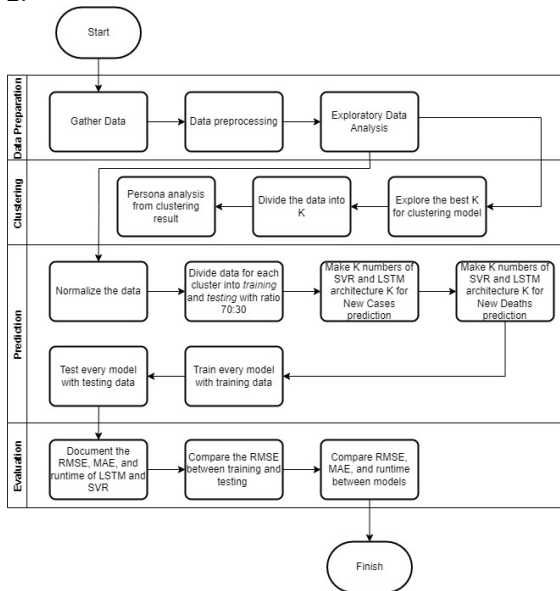 Start
Data Preparation
Gather Data
Data preprocessing
Exploratory Data
Analysis
Clustering
Persona analysis
from clustering
result
Divide the data into
K
Explore the best K
for clustering model
Prediction
Normalize the data
Divide data for each
cluster into training
and testing with ratio
70:30
Make K numbers of
SVR and LSTM
architecture K for
New Cases
prediction
Make K numbers of
SVR and LSTM
architecture K for
New Deaths
prediction
Test every model
with testing data
Train every model
with training data
Evaluation
Document the
RMSE, MAE, and
runtime of LSTM and
SVR
Compare the RMSE
between training and
testing
Compare RMSE,
MAE, and runtime
between models
Finish